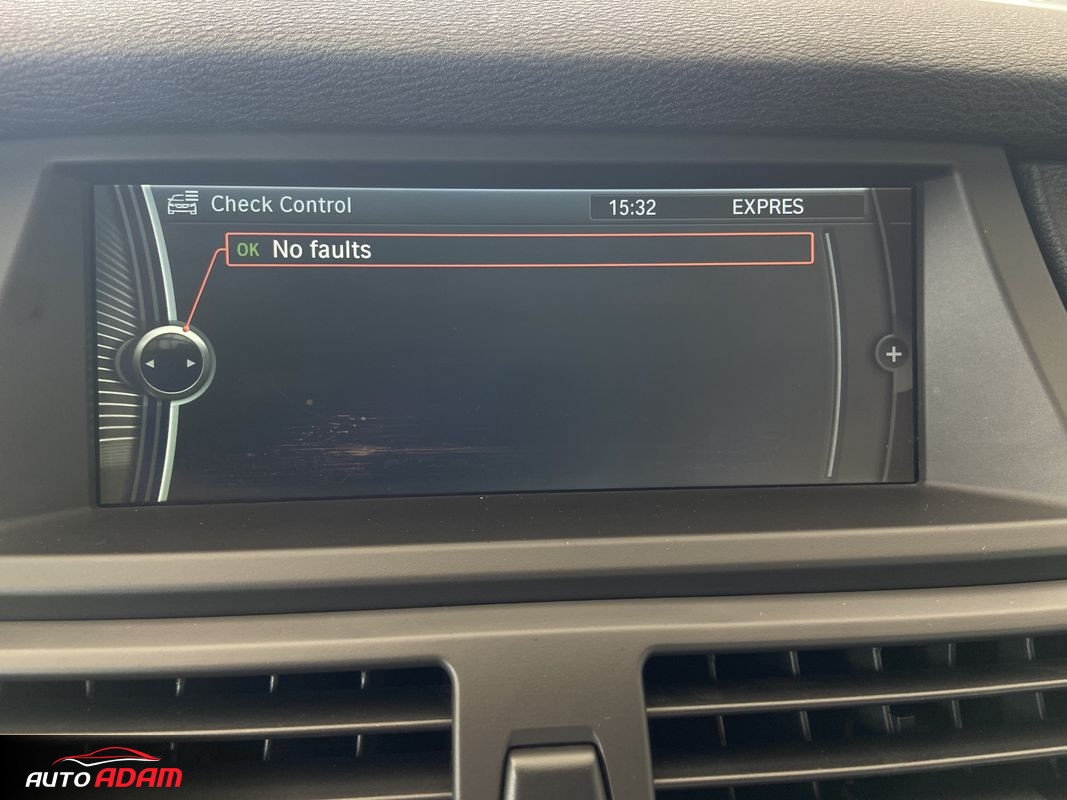 Check Control
15:32 EXPRES
OK No faults
AUTO ADAM